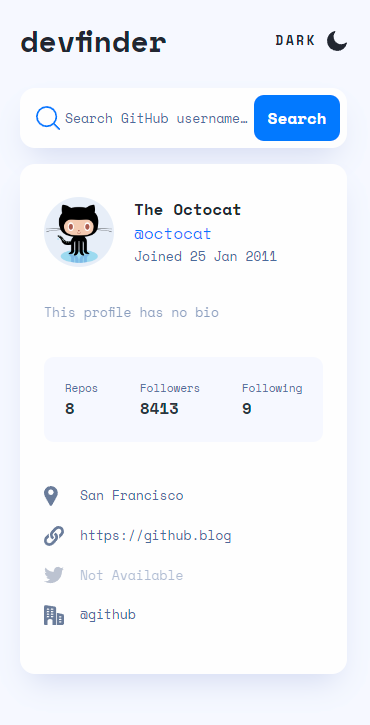 devfinder
DARK
Search GitHub username…
Search
The Octocat
@octocat
Joined 25 Jan 2011
This profile has no bio
Repos Followers Following
8 8413 9
San Francisco
https://github.blog
Not Available
@github